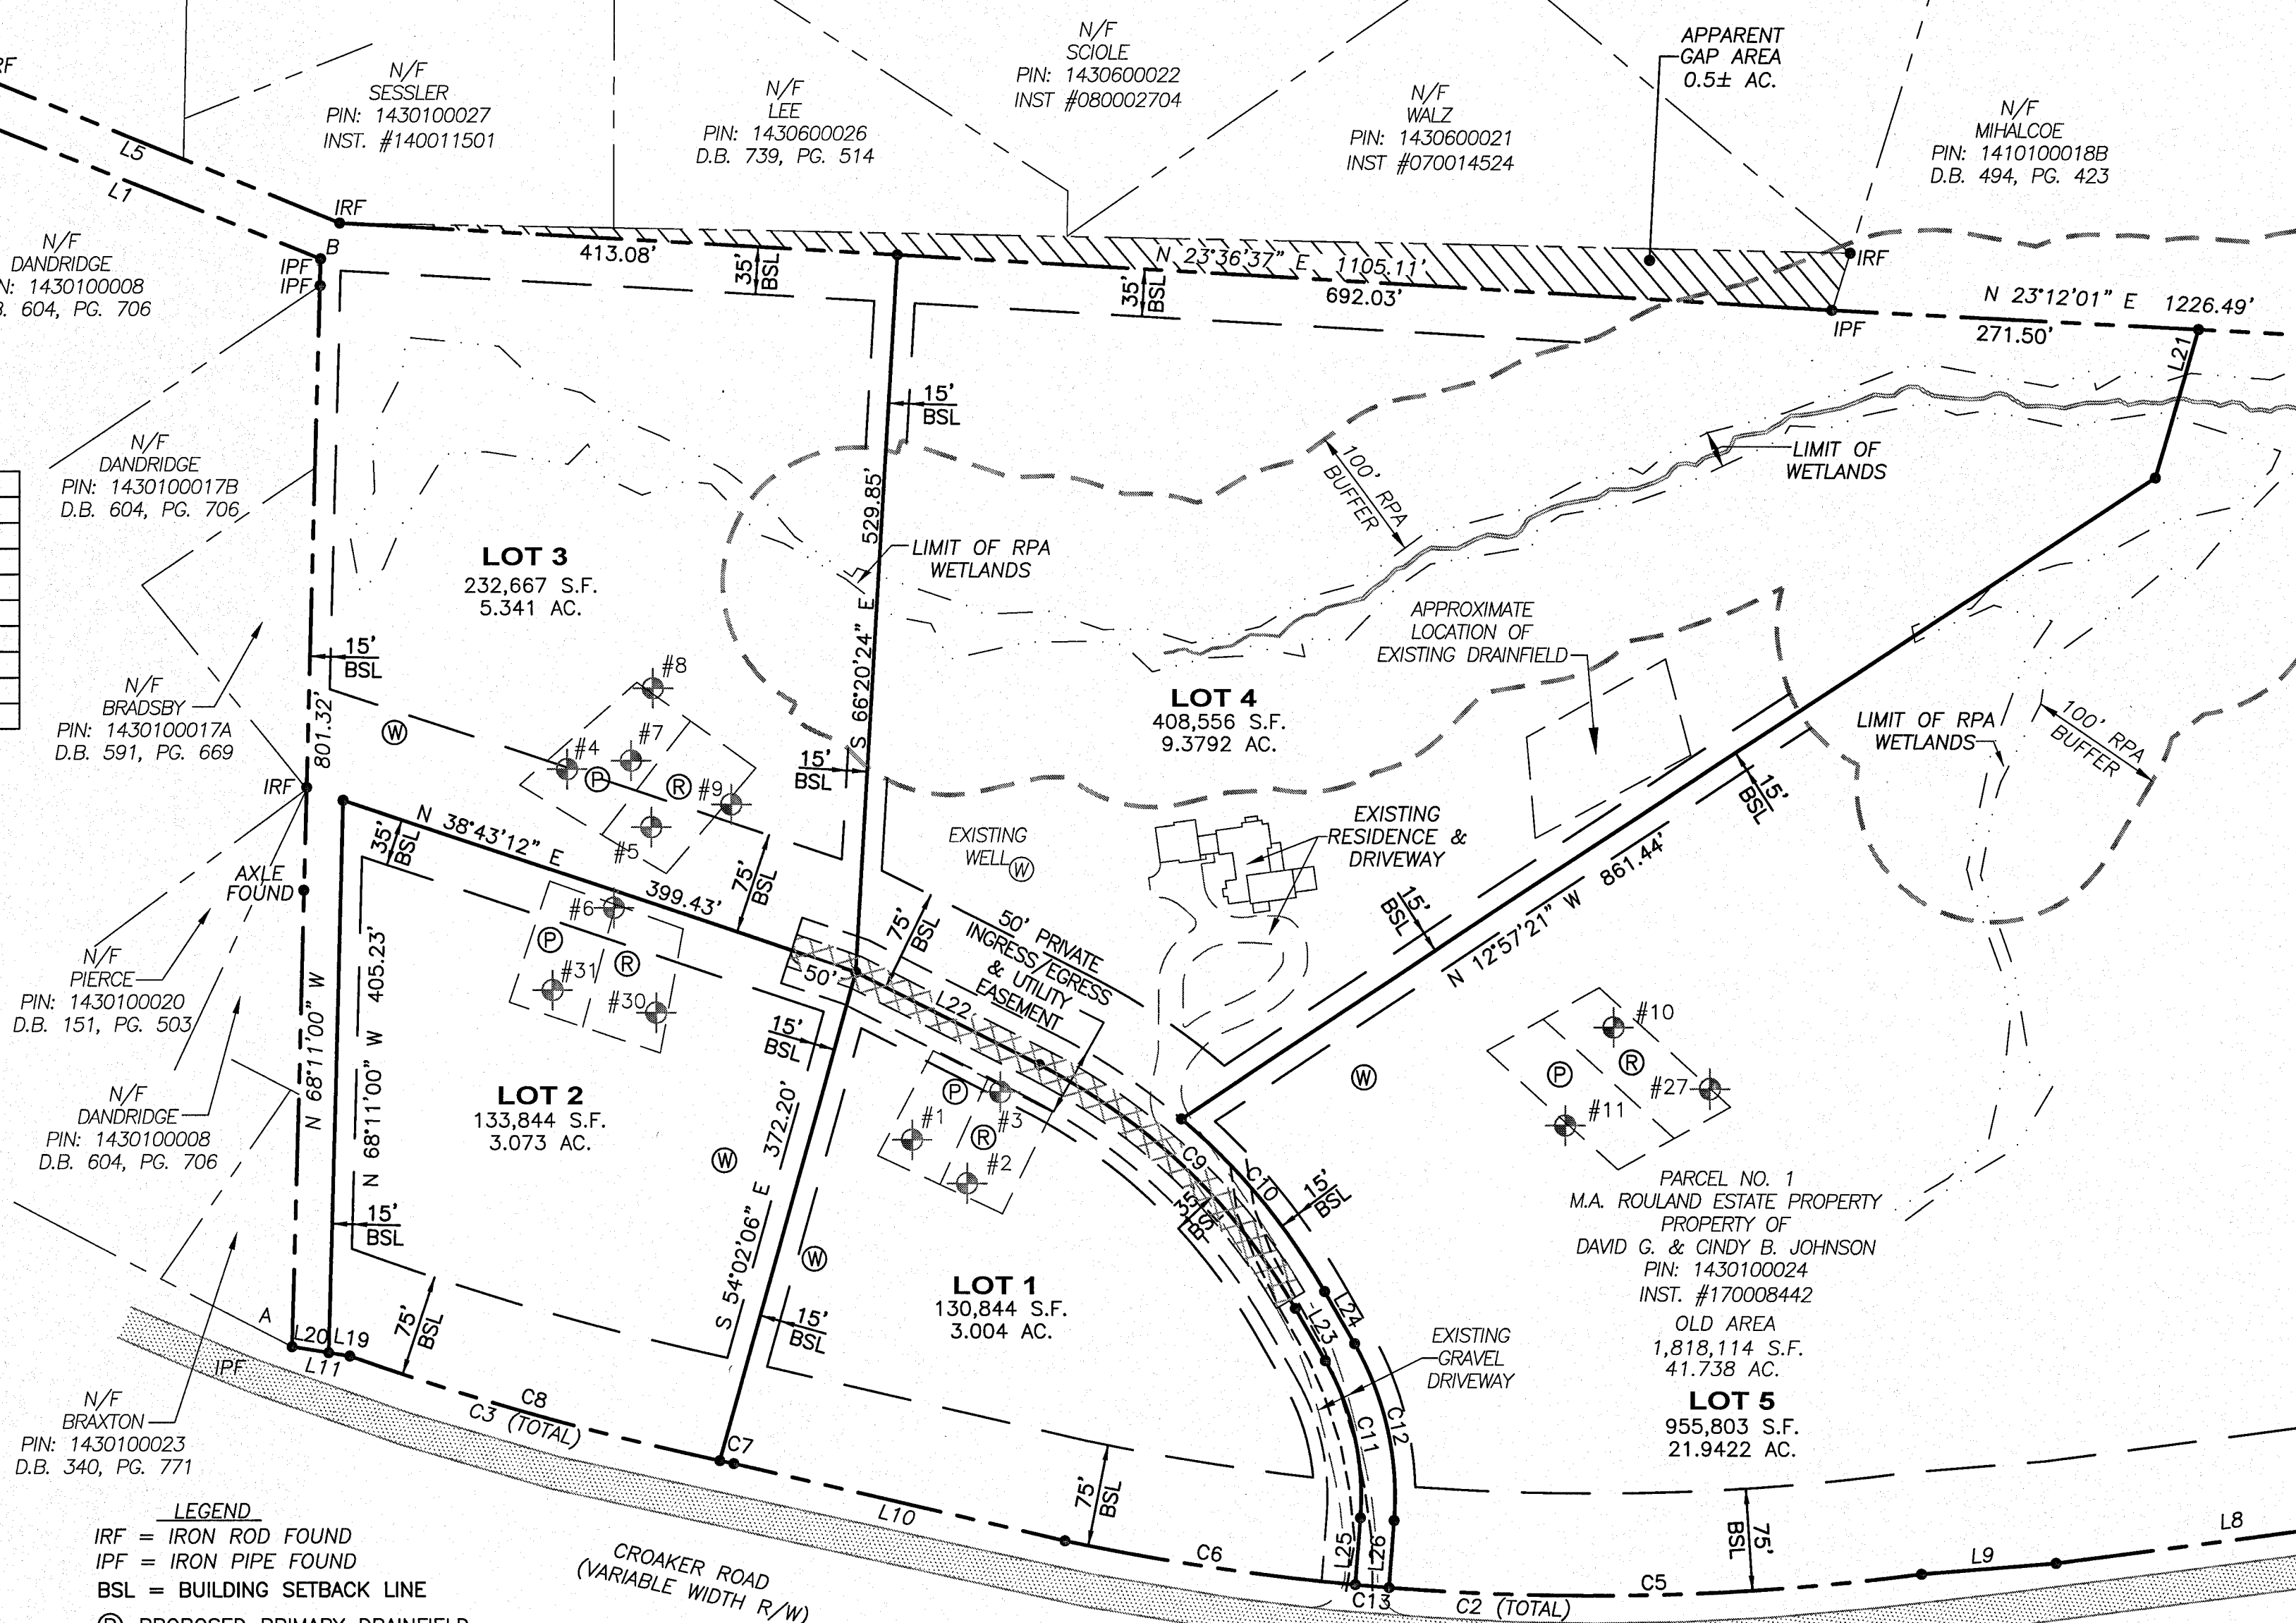 RF
L5
L1
N/F
SESSLER
PIN: 1430100027
INST. #140011501
N/F
LEE
PIN: 1430600026
D.B. 739, PG. 514
N/F
SCIOLE
PIN: 1430600022
INST #080002704
N/F
WALZ
PIN: 1430600021
INST #070014524
APPARENT
GAP AREA
0.5± AC.
N/F
MIHALCOE
PIN: 1410100018B
D.B. 494, PG. 423
IRF
B
IPF
IPF
413.08'
35'
BSL
N 23°36'37" E 1105.11'
692.03'
35'
BSL
IRF
IPF
N 23°12'01" E 1226.49'
271.50'
L21
N/F
DANDRIDGE
N: 1430100008
B. 604, PG. 706
N/F
DANDRIDGE
PIN: 1430100017B
D.B. 604, PG. 706
N/F
BRADSBY
PIN: 1430100017A
D.B. 591, PG. 669
IRF
AXLE
FOUND
N/F
PIERCE
PIN: 1430100020
D.B. 151, PG. 503
N/F
DANDRIDGE
PIN: 1430100008
D.B. 604, PG. 706
N/F
BRAXTON
PIN: 1430100023
D.B. 340, PG. 771
801.32'
N 68°11'00" W
15'
BSL
LOT 3
232,667 S.F.
5.341 AC.
W
#8
#7
#4
P
R
#9
#5
15'
BSL
529.85'
S 66°20'24" E
15'
BSL
LIMIT OF RPA
WETLANDS
100' RPA
BUFFER
LIMIT OF
WETLANDS
APPROXIMATE
LOCATION OF
EXISTING DRAINFIELD
LOT 4
408,556 S.F.
9.3792 AC.
LIMIT OF RPA
WETLANDS
100' RPA
BUFFER
EXISTING
WELL
W
EXISTING
RESIDENCE &
DRIVEWAY
15'
BSL
15'
BSL
N 12°57'21" W 861.44'
N 38°43'12" E
399.43'
35'
BSL
75'
BSL
50'
75'
BSL
50' PRIVATE
INGRESS/EGRESS
& UTILITY
EASEMENT
L22
#6
P
R
#31
#30
N 68°11'00" W 405.23'
15'
BSL
LOT 2
133,844 S.F.
3.073 AC.
15'
BSL
W
S 54°02'06" E 372.20'
W
15'
BSL
P
#1
#3
R
#2
LOT 1
130,844 S.F.
3.004 AC.
C9
C10
35'
BSL
15'
BSL
L24
L23
C11
C12
L25
L26
EXISTING
GRAVEL
DRIVEWAY
W
#10
P
R
#27
#11
PARCEL NO. 1
M.A. ROULAND ESTATE PROPERTY
PROPERTY OF
DAVID G. & CINDY B. JOHNSON
PIN: 1430100024
INST. #170008442
OLD AREA
1,818,114 S.F.
41.738 AC.
LOT 5
955,803 S.F.
21.9422 AC.
A
L20
L19
L11
IPF
75'
BSL
C8
C3 (TOTAL)
C7
L10
75'
BSL
C6
C13
C2 (TOTAL)
C5
75'
BSL
L9
L8
CROAKER ROAD
(VARIABLE WIDTH R/W)
LEGEND
IRF = IRON ROD FOUND
IPF = IRON PIPE FOUND
BSL = BUILDING SETBACK LINE
P PROPOSED PRIMARY DRAINFIELD